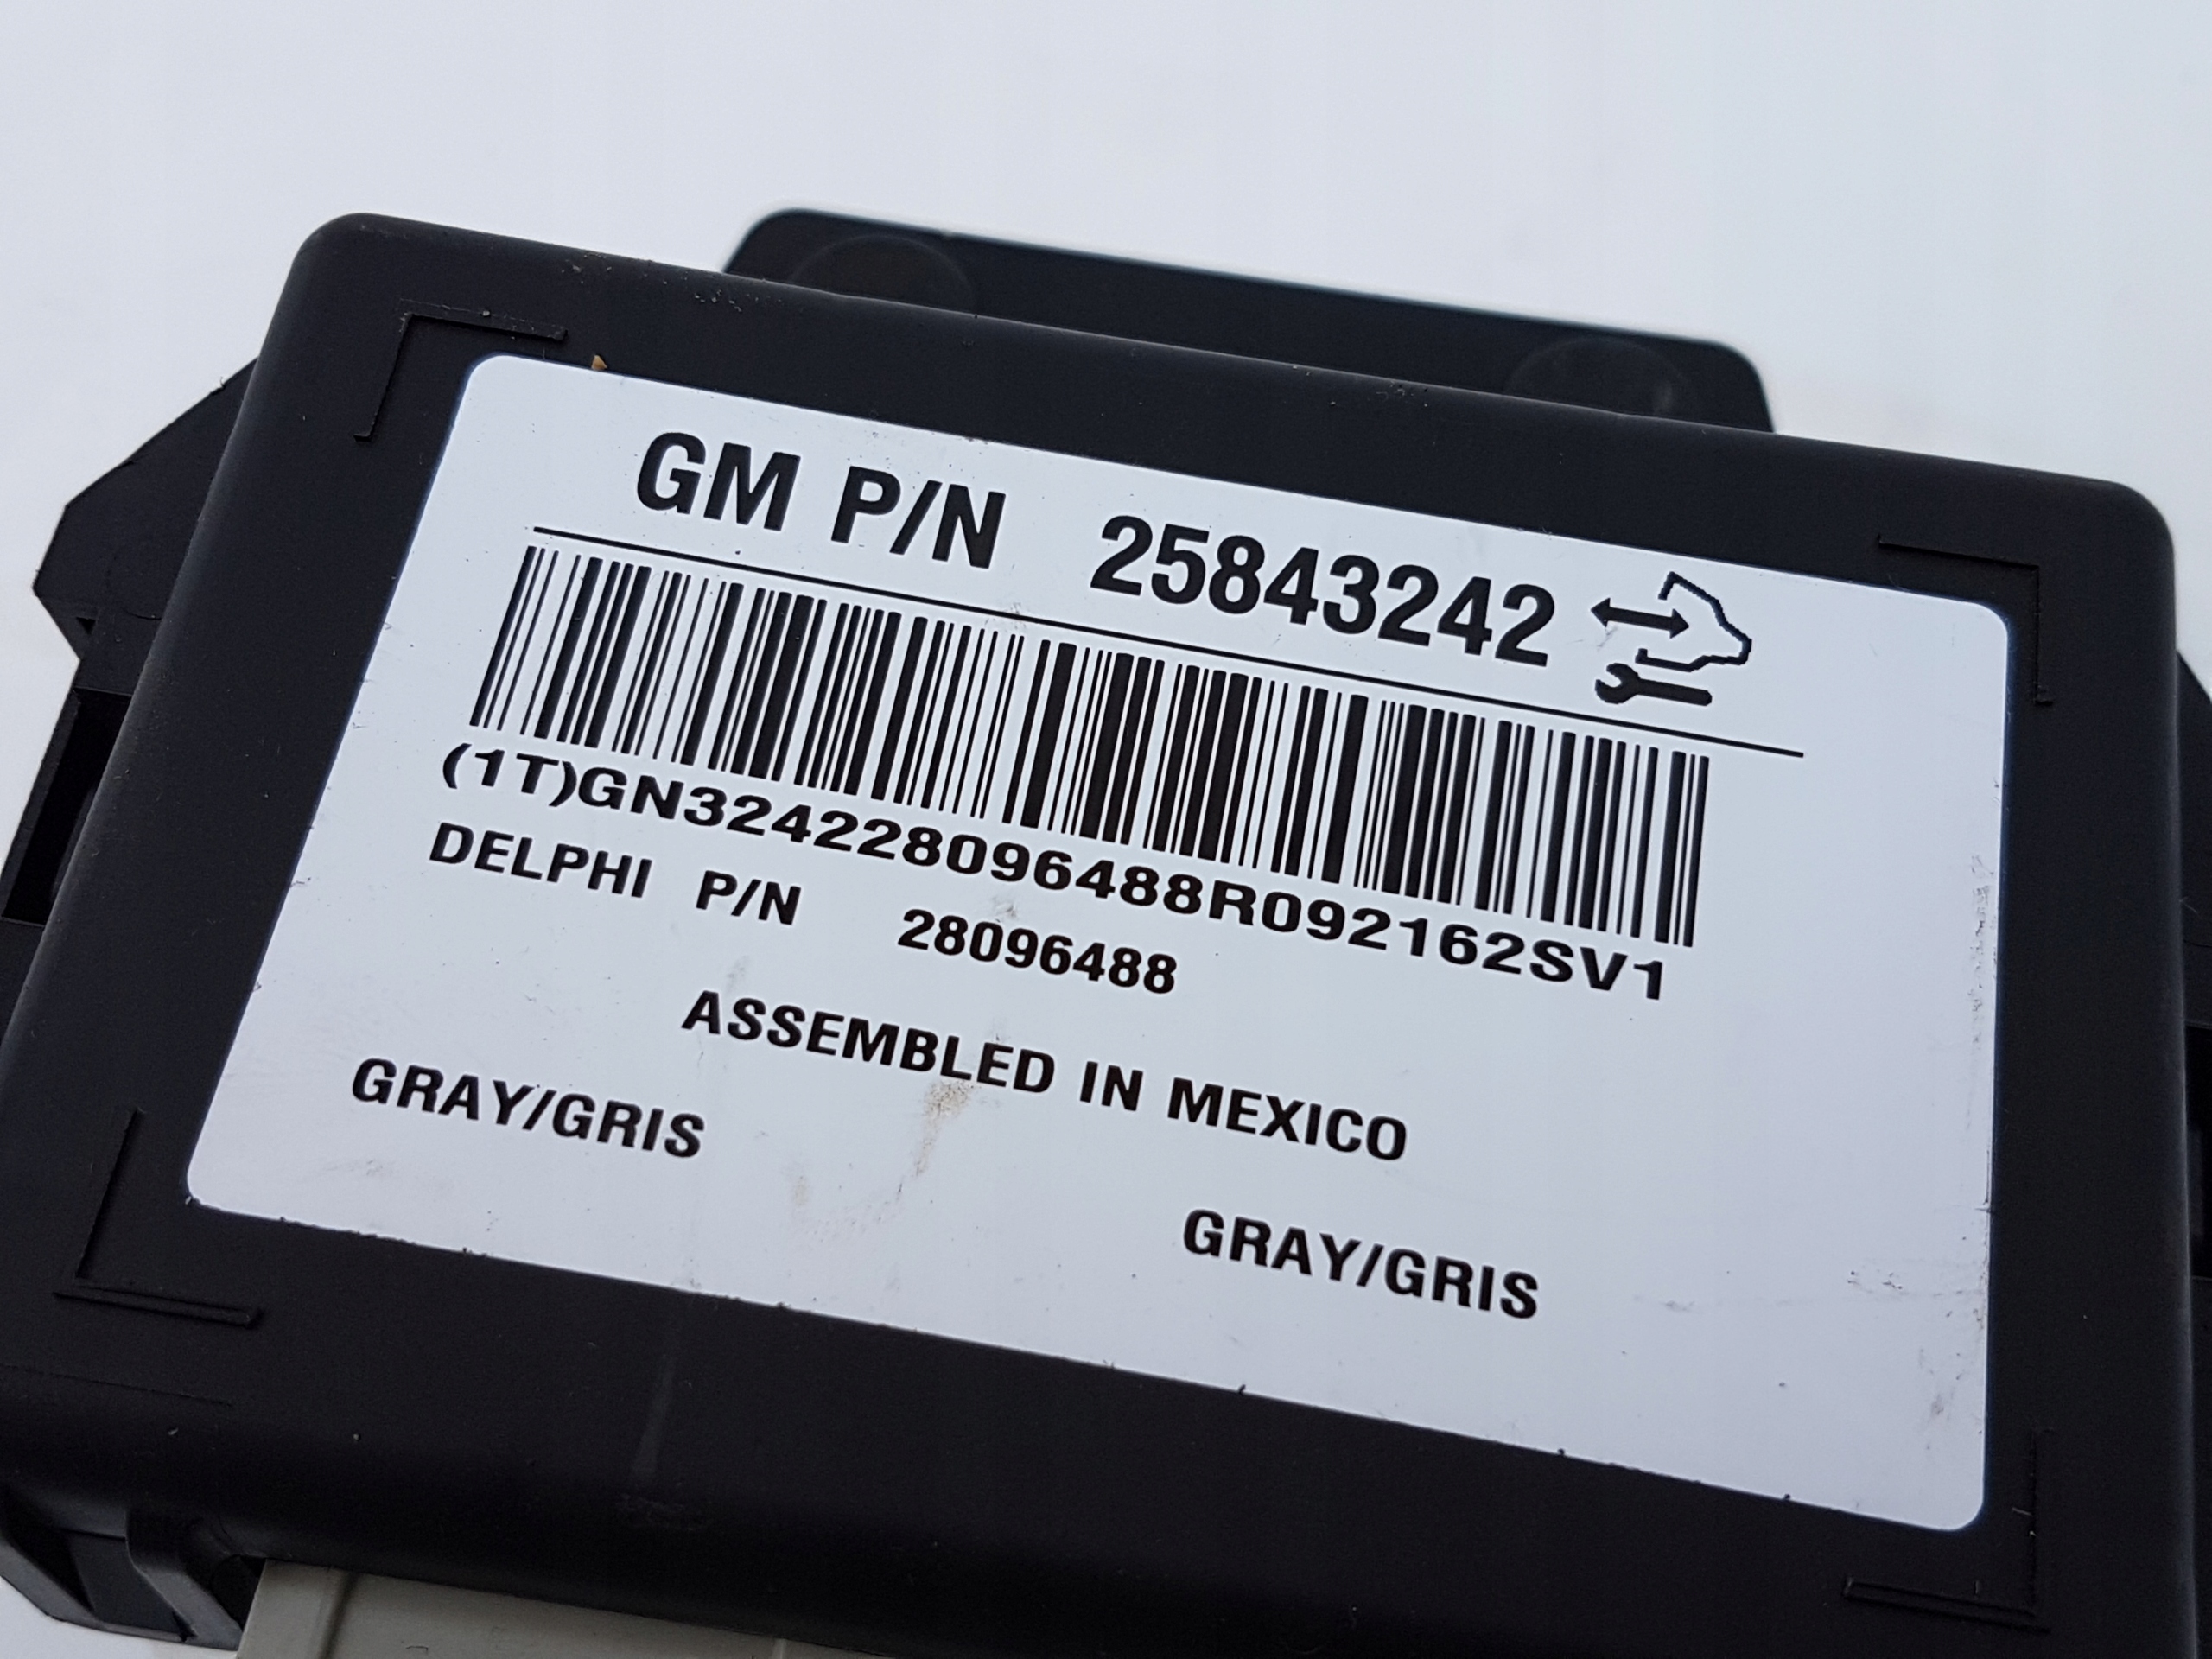 GM P/N 25843242
(1T)GN324228096488R092162SV1
DELPHI P/N 28096488
ASSEMBLED IN MEXICO
GRAY/GRIS
GRAY/GRIS